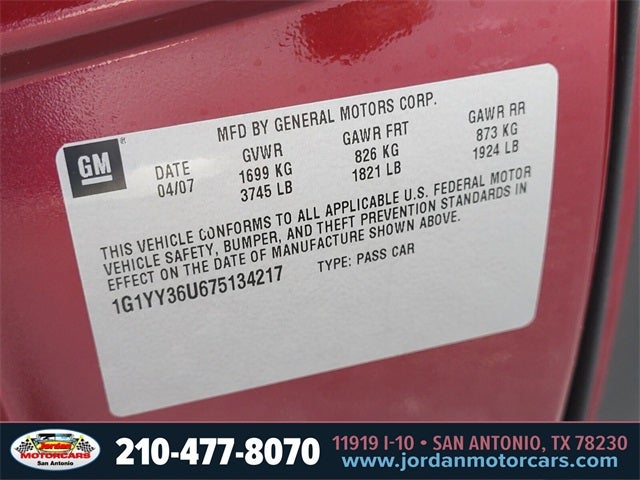 MFD BY GENERAL MOTORS CORP.
GM
DATE GVWR GAWR FRT GAWR RR
04/07 1699 KG 826 KG 873 KG
3745 LB 1821 LB 1924 LB
THIS VEHICLE CONFORMS TO ALL APPLICABLE U.S. FEDERAL MOTOR
VEHICLE SAFETY, BUMPER, AND THEFT PREVENTION STANDARDS IN
EFFECT ON THE DATE OF MANUFACTURE SHOWN ABOVE.
1G1YY36U675134217 TYPE: PASS CAR
Jordan
MOTORCARS
San Antonio
210-477-8070
11919 I-10 • SAN ANTONIO, TX 78230
www.jordanmotorcars.com